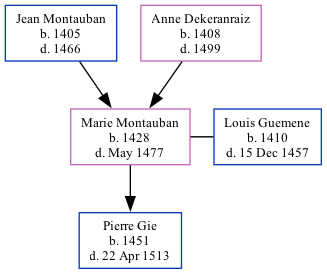 Jean Montauban
b. 1405
d. 1466
Anne Dekeranraiz
b. 1408
d. 1499
Marie Montauban
b. 1428
d. May 1477
Louis Guemene
b. 1410
d. 15 Dec 1457
Pierre Gie
b. 1451
d. 22 Apr 1513